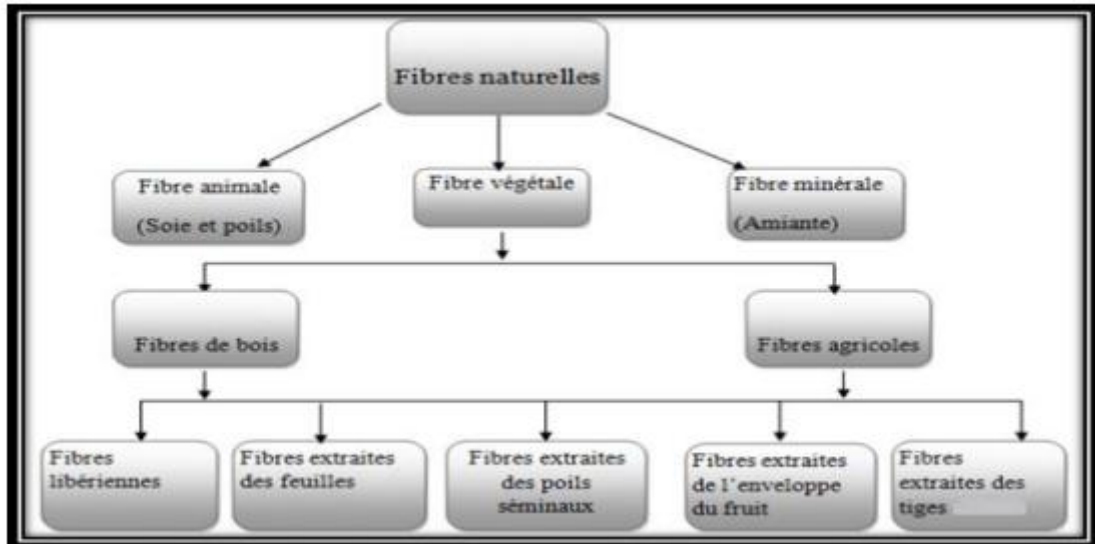 Fibres naturelles
Fibre animale
(Soie et poils)
Fibre végétale
Fibre minérale
(Amiante)
Fibres de bois
Fibres agricoles
Fibres
libériennes
Fibres extraites
des feuilles
Fibres extraites
des poils
séminaux
Fibres extraites
de l'enveloppe
du fruit
Fibres
extraites des
tiges